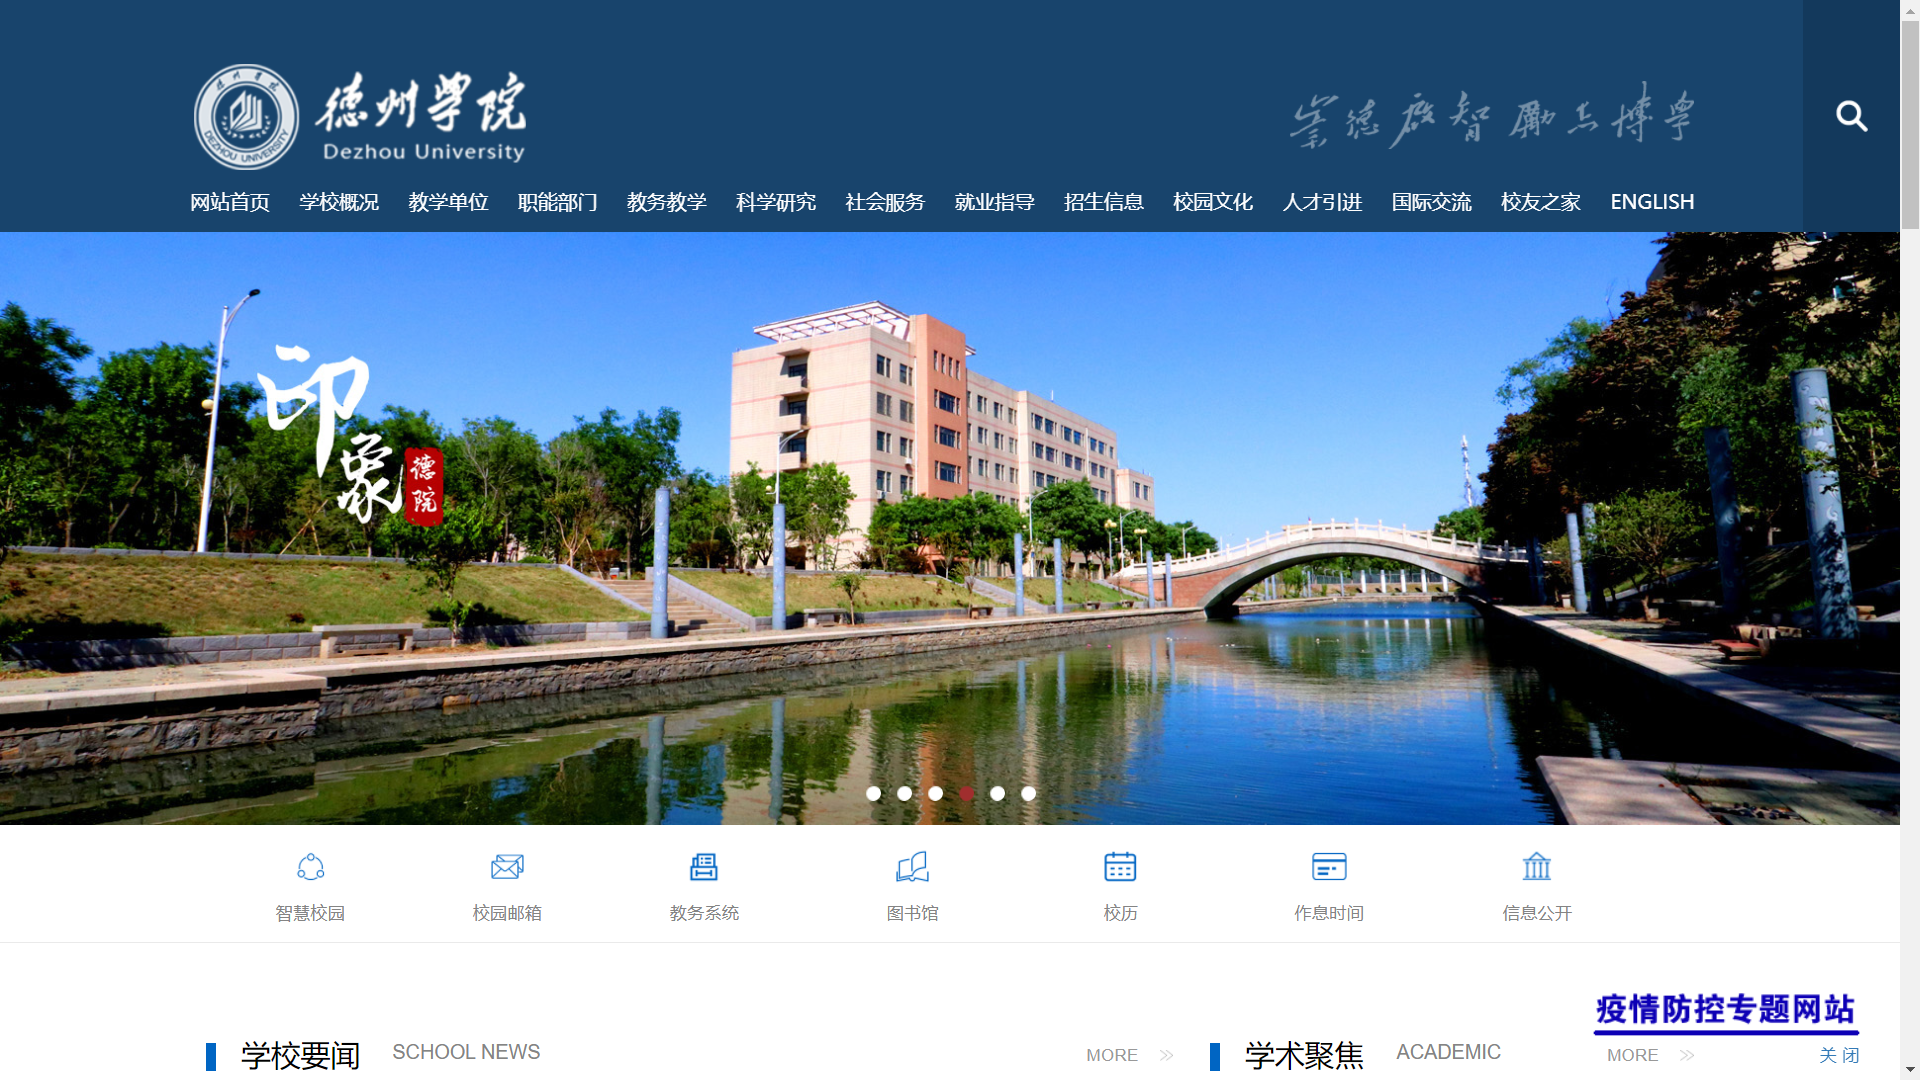 德州學院
DEZHOU UNIVERSITY
Dezhou University
崇德启智 励志博學
网站首页 学校概况 教学单位 职能部门 教务教学 科学研究 社会服务 就业指导 招生信息 校园文化 人才引进 国际交流 校友之家 ENGLISH
印象
德院
智慧校园 校园邮箱 教务系统 图书馆 校历 作息时间 信息公开
疫情防控专题网站
学校要闻 SCHOOL NEWS MORE 学术聚焦 ACADEMIC MORE 关 闭